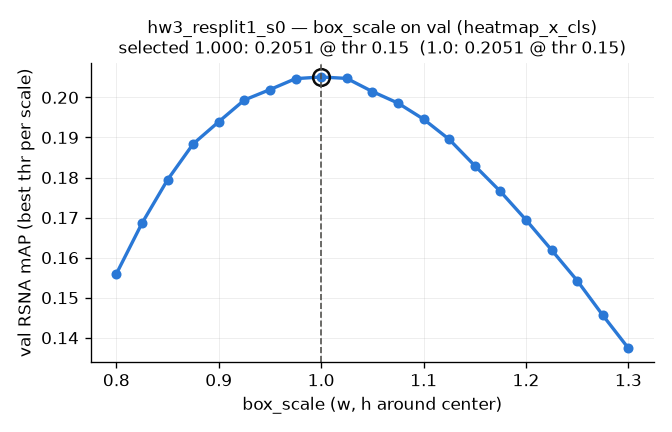 hw3_resplit1_s0 — box_scale on val (heatmap_x_cls)
selected 1.000: 0.2051 @ thr 0.15  (1.0: 0.2051 @ thr 0.15)
val RSNA mAP (best thr per scale)
0.20
0.19
0.18
0.17
0.16
0.15
0.14
0.8 0.9 1.0 1.1 1.2 1.3
box_scale (w, h around center)